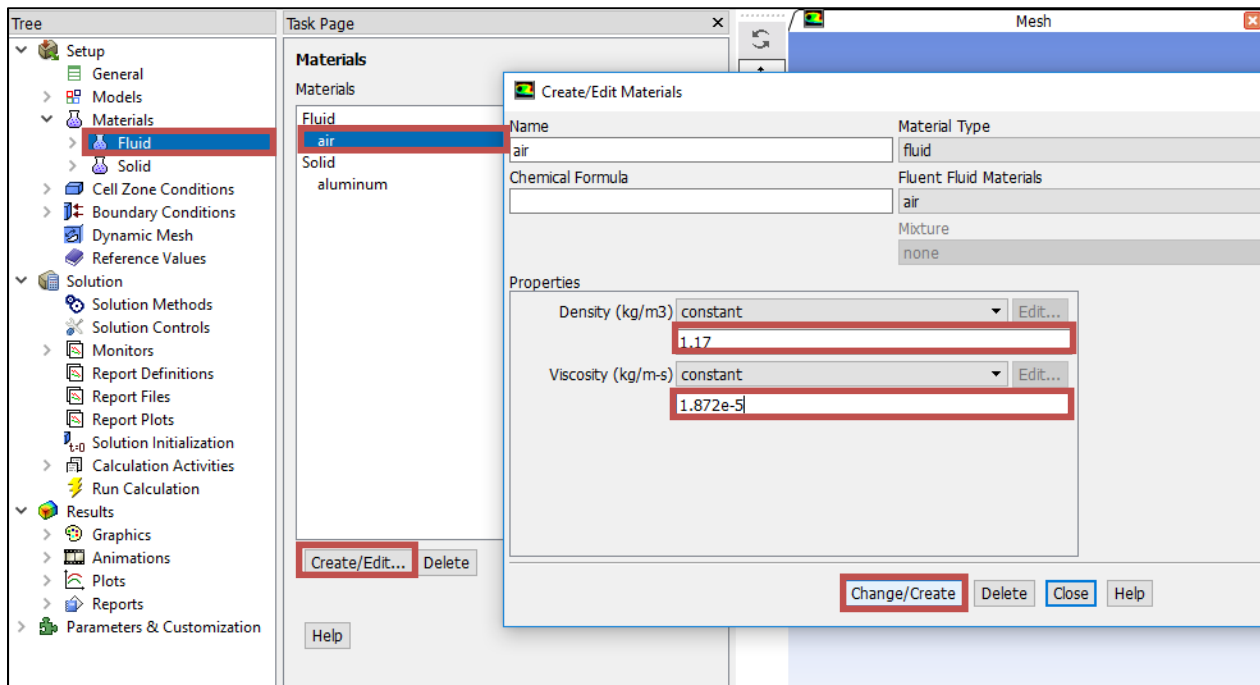 Tree
Setup
General
Models
Materials
Fluid
Solid
Cell Zone Conditions
Boundary Conditions
Dynamic Mesh
Reference Values
Solution
Solution Methods
Solution Controls
Monitors
Report Definitions
Report Files
Report Plots
t=0 Solution Initialization
Calculation Activities
Run Calculation
Results
Graphics
Animations
Plots
Reports
Parameters & Customization
Task Page
Materials
Materials
Fluid
air
Solid
aluminum
Create/Edit... Delete
Help
Mesh
Create/Edit Materials
Name
air
Chemical Formula
Material Type
fluid
Fluent Fluid Materials
air
Mixture
none
Properties
Density (kg/m3) constant Edit...
1.17
Viscosity (kg/m-s) constant Edit...
1.872e-5
Change/Create Delete Close Help